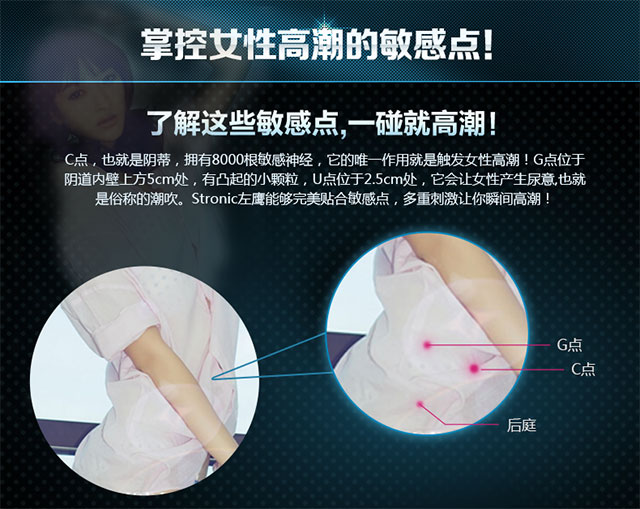 掌控女性高潮的敏感点！
了解这些敏感点,一碰就高潮！
C点，也就是阴蒂，拥有8000根敏感神经，它的唯一作用就是触发女性高潮！G点位于
阴道内壁上方5cm处，有凸起的小颗粒，U点位于2.5cm处，它会让女性产生尿意,也就
是俗称的潮吹。Stronic左鹰能够完美贴合敏感点，多重刺激让你瞬间高潮！
G点
C点
后庭